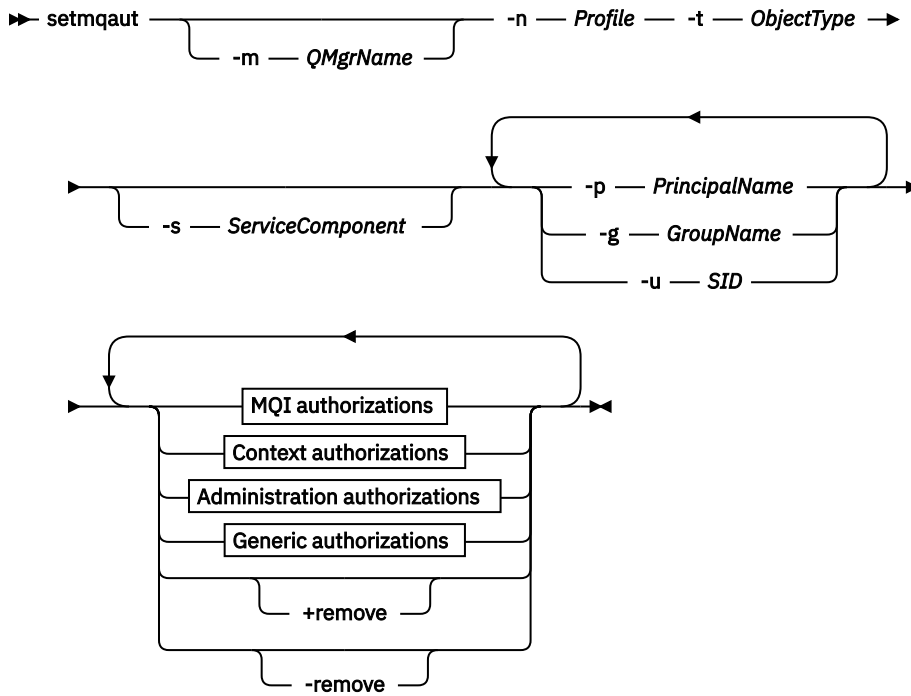 setmqaut -n Profile -t ObjectType
-m QMgrName
-p PrincipalName
-s ServiceComponent
-g GroupName
-u SID
MQI authorizations
Context authorizations
Administration authorizations
Generic authorizations
+remove
-remove